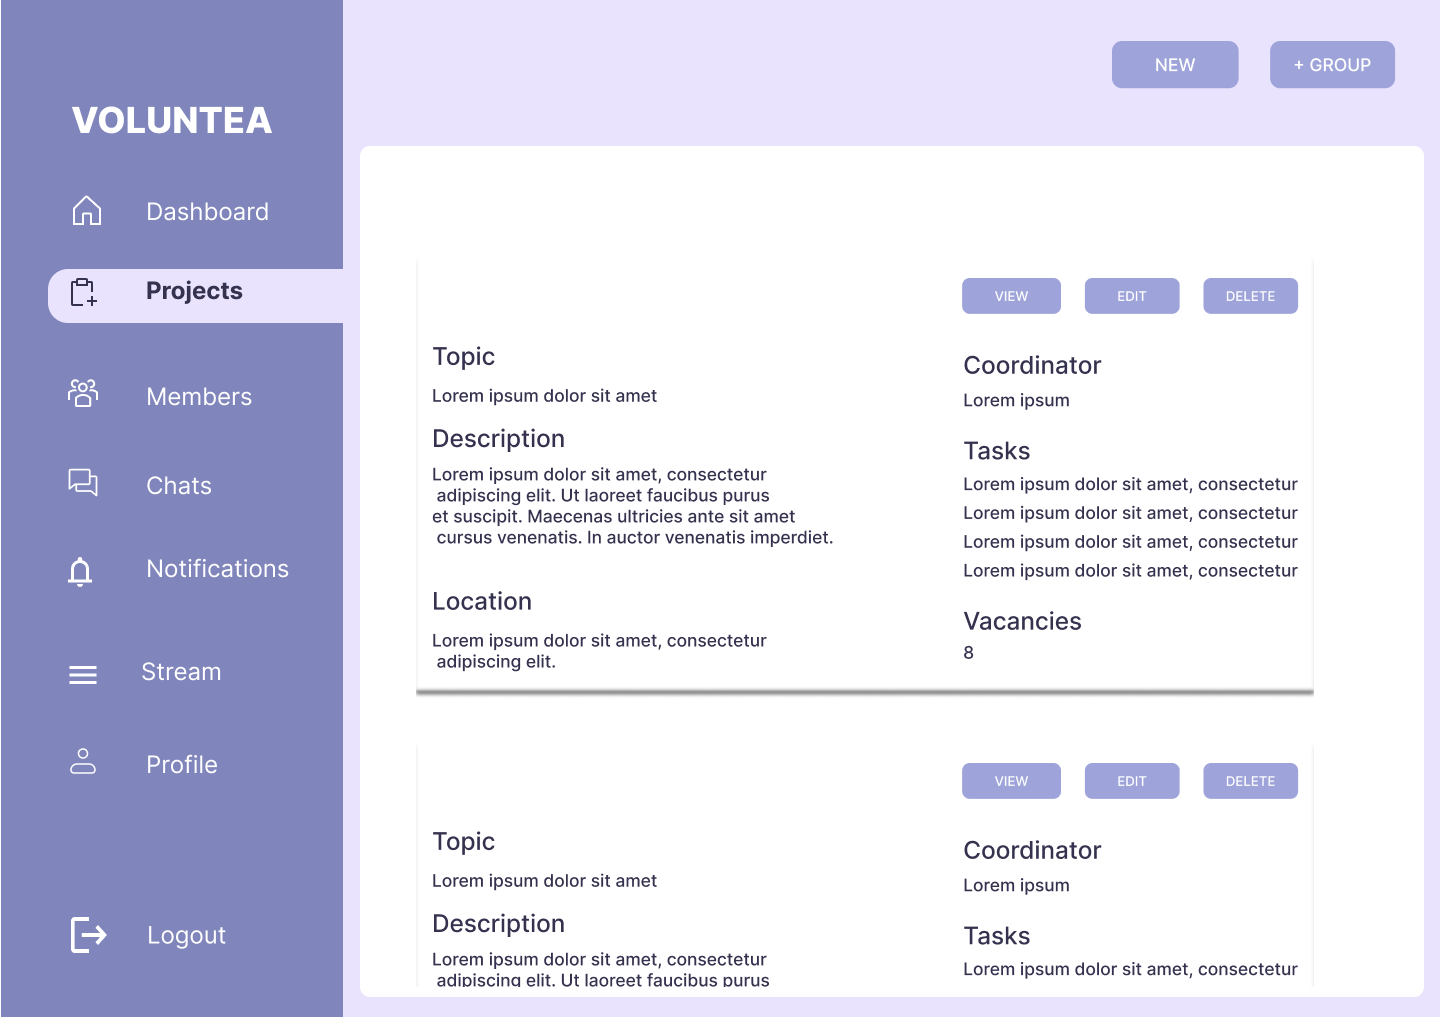 VOLUNTEA
Dashboard
Projects
Members
Chats
Notifications
Stream
Profile
Logout
NEW
+ GROUP
VIEW
EDIT
DELETE
Topic
Lorem ipsum dolor sit amet
Description
Lorem ipsum dolor sit amet, consectetur
adipiscing elit. Ut laoreet faucibus purus
et suscipit. Maecenas ultricies ante sit amet
cursus venenatis. In auctor venenatis imperdiet.
Location
Lorem ipsum dolor sit amet, consectetur
adipiscing elit.
Coordinator
Lorem ipsum
Tasks
Lorem ipsum dolor sit amet, consectetur
Lorem ipsum dolor sit amet, consectetur
Lorem ipsum dolor sit amet, consectetur
Lorem ipsum dolor sit amet, consectetur
Vacancies
8
VIEW
EDIT
DELETE
Topic
Lorem ipsum dolor sit amet
Description
Lorem ipsum dolor sit amet, consectetur
adipiscing elit. Ut laoreet faucibus purus
Coordinator
Lorem ipsum
Tasks
Lorem ipsum dolor sit amet, consectetur